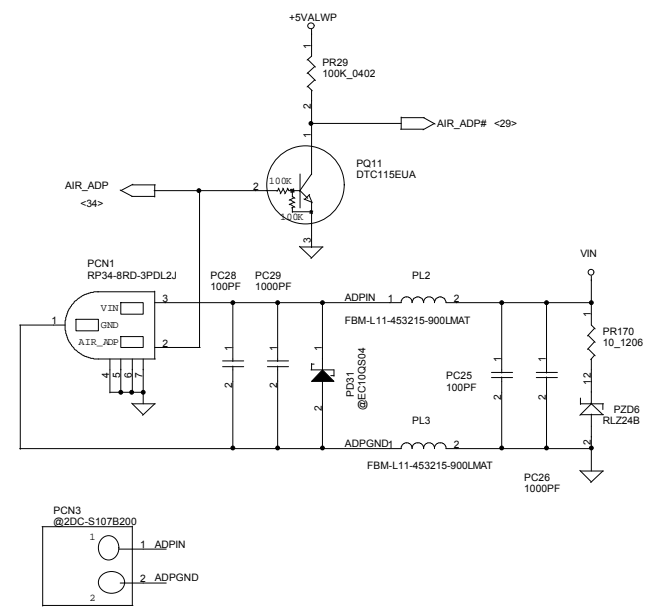 +5VALWP
1
PR29
100K_0402
2
AIR_ADP# <29>
1
PQ11
DTC115EUA
100K
2
100K
3
AIR_ADP
<34>
PCN1
RP34-8RD-3PDL2J
VIN
GND
AIR_ADP
1
3
2
4
5
6
7
PC28
100PF
1
2
PC29
1000PF
1
2
1
2
PD31
@EC10QS04
ADPIN
1
PL2
2
FBM-L11-453215-900LMAT
ADPGND
1
PL3
2
FBM-L11-453215-900LMAT
PC25
100PF
1
2
1
2
PC26
1000PF
VIN
1
PR170
10_1206
12
PZD6
RLZ24B
2
PCN3
@2DC-S107B200
1
1 ADPIN
2 ADPGND
2